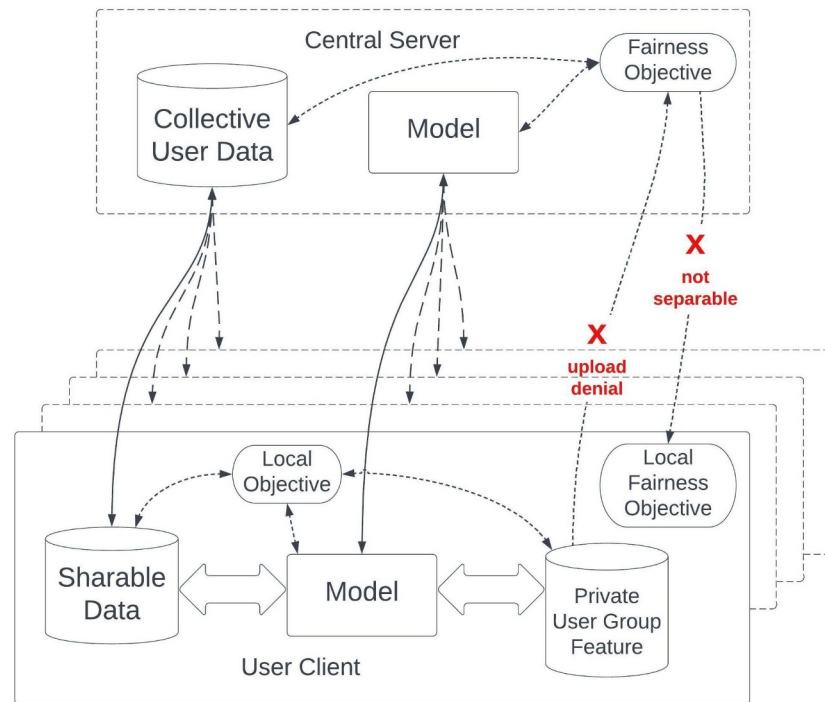 Central Server
Fairness
Objective
Collective
User Data
Model
X
not
separable
X
upload
denial
Local
Objective
Local
Fairness
Objective
Sharable
Data
Model
Private
User Group
Feature
User Client